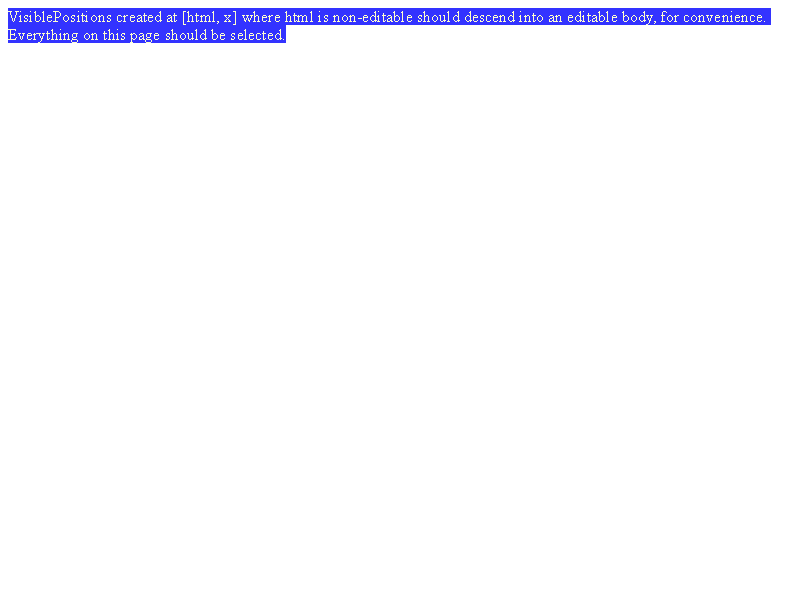 VisiblePositions created at [html, x] where html is non-editable should descend into an editable body, for convenience.
Everything on this page should be selected.